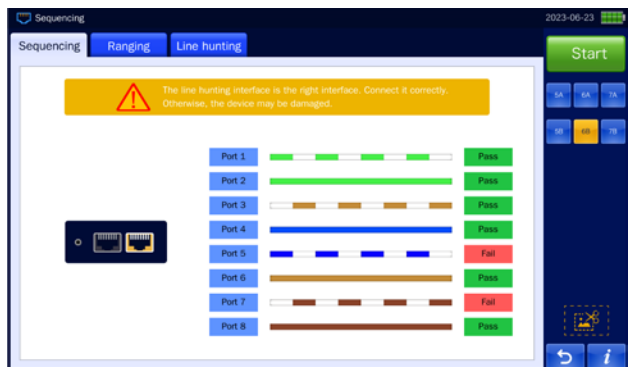 Sequencing
2023-06-23
Sequencing Ranging Line hunting
Start
The line hunting interface is the right interface. Connect it correctly.
Otherwise, the device may be damaged.
5A 6A 7A
5B 6B 7B
Port 1 Pass
Port 2 Pass
Port 3 Pass
Port 4 Pass
Port 5 Fail
Port 6 Pass
Port 7 Fail
Port 8 Pass
i